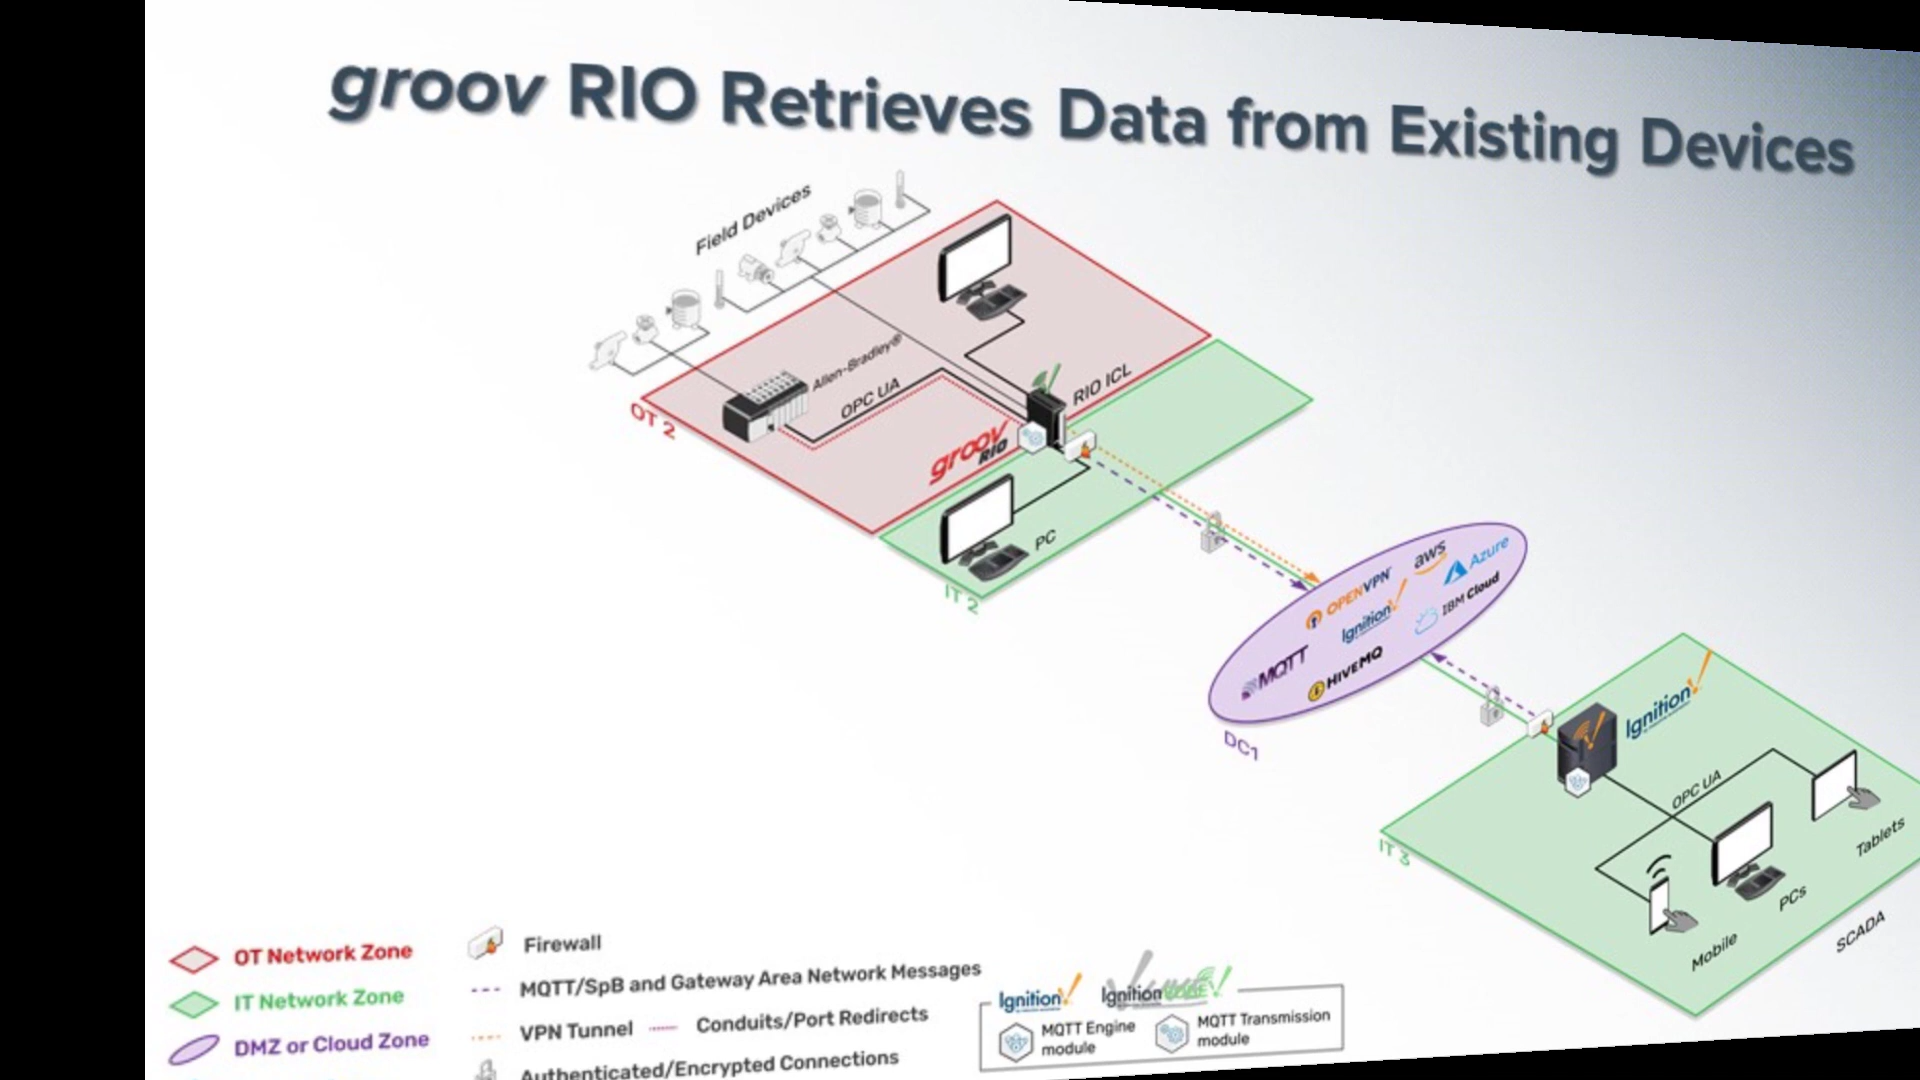 groov RIO Retrieves Data from Existing Devices
Field Devices
Allen-Bradley®
OPC UA
RIO ICL
groov
RIO
OT 2
PC
IT 2
OPENVPN
aws
Azure
Ignition!
IBM Cloud
MQTT
HIVEMQ
DC1
Ignition!
OPC UA
Tablets
PCs
Mobile
SCADA
IT 3
OT Network Zone
IT Network Zone
DMZ or Cloud Zone
Firewall
MQTT/SpB and Gateway Area Network Messages
VPN Tunnel
Conduits/Port Redirects
Authenticated/Encrypted Connections
Ignition!
Ignition
MQTT Engine
module
MQTT Transmission
module